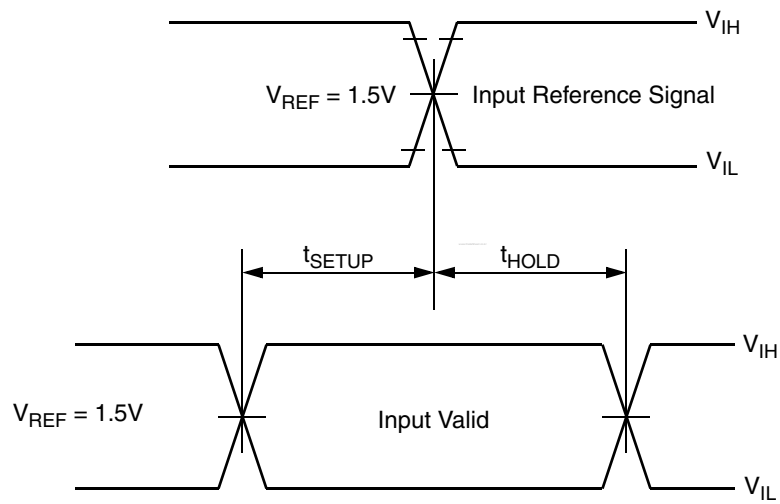 V_IH
V_REF = 1.5V Input Reference Signal
V_IL
t_SETUP t_HOLD
V_IH
V_REF = 1.5V Input Valid
V_IL